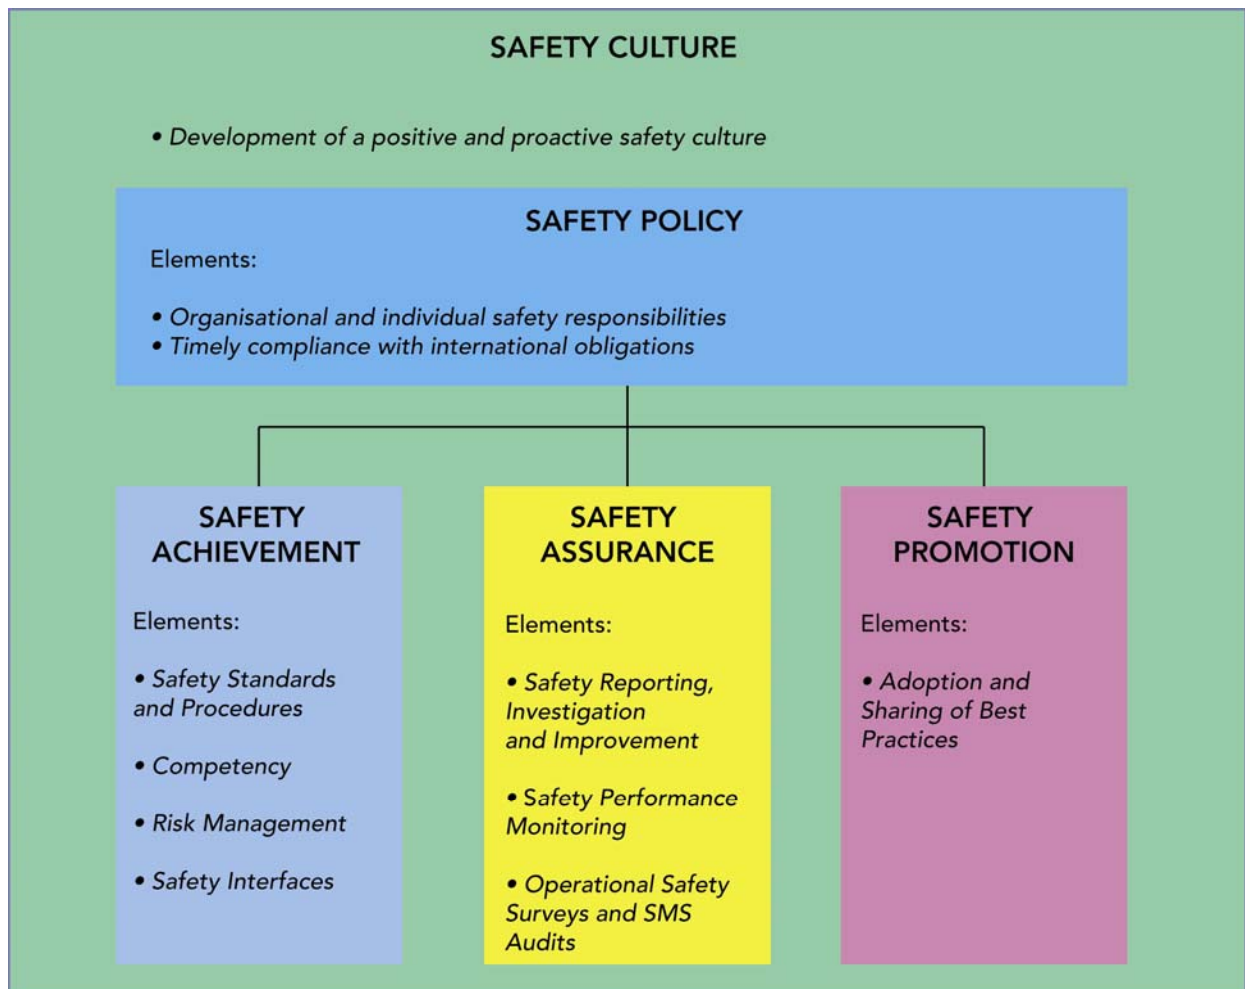 SAFETY CULTURE
• Development of a positive and proactive safety culture
SAFETY POLICY
Elements:
• Organisational and individual safety responsibilities
• Timely compliance with international obligations
SAFETY
ACHIEVEMENT
Elements:
• Safety Standards
and Procedures
• Competency
• Risk Management
• Safety Interfaces
SAFETY
ASSURANCE
Elements:
• Safety Reporting,
Investigation
and Improvement
• Safety Performance
Monitoring
• Operational Safety
Surveys and SMS
Audits
SAFETY
PROMOTION
Elements:
• Adoption and
Sharing of Best
Practices